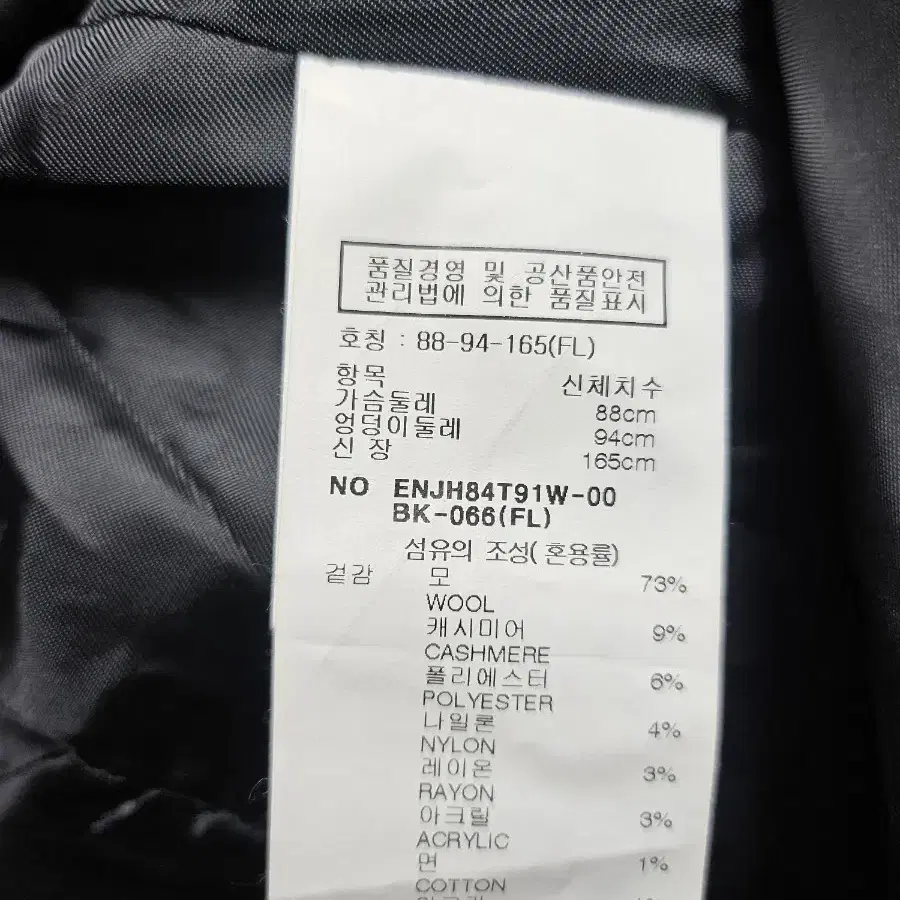 품질경영 및 공산품안전
관리법에 의한 품질표시
호칭 : 88-94-165(FL)
항목 신체치수
가슴둘레 88cm
엉덩이둘레 94cm
신 장 165cm
NO ENJH84T91W-00
BK-066(FL)
섬유의 조성( 혼용률)
겉감 모 73%
WOOL
캐시미어 9%
CASHMERE
폴리에스터 6%
POLYESTER
나일론 4%
NYLON
레이온 3%
RAYON
아크릴 3%
ACRYLIC
면 1%
COTTON